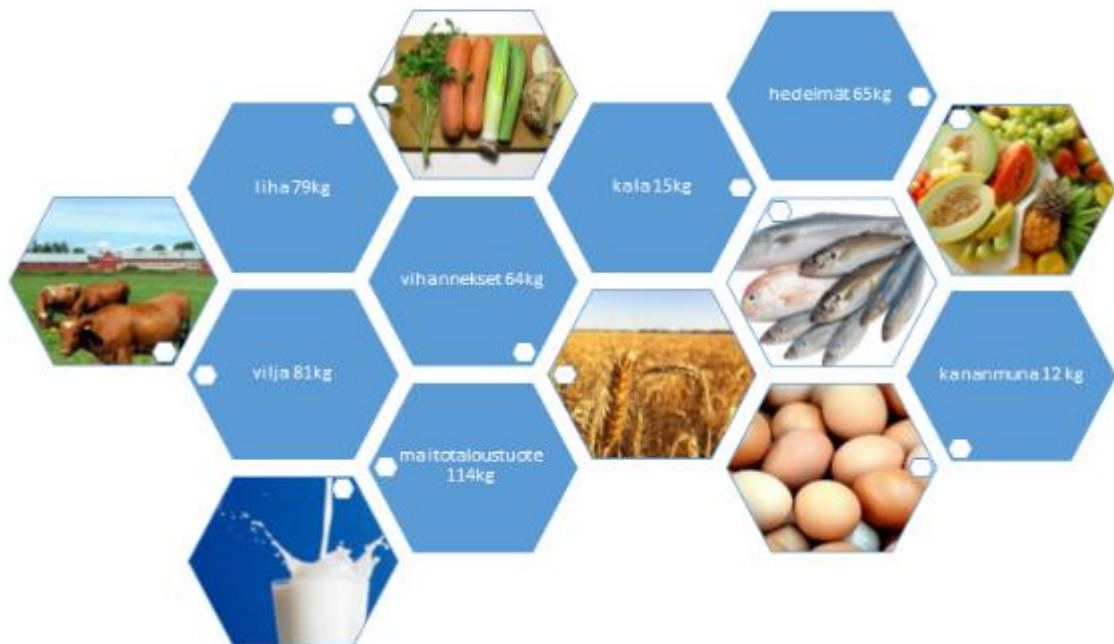 hedelmät 65kg
liha 79kg
kala 15kg
vihannekset 64kg
vilja 81kg
kananmuna 12 kg
maitotaloustuote
114kg